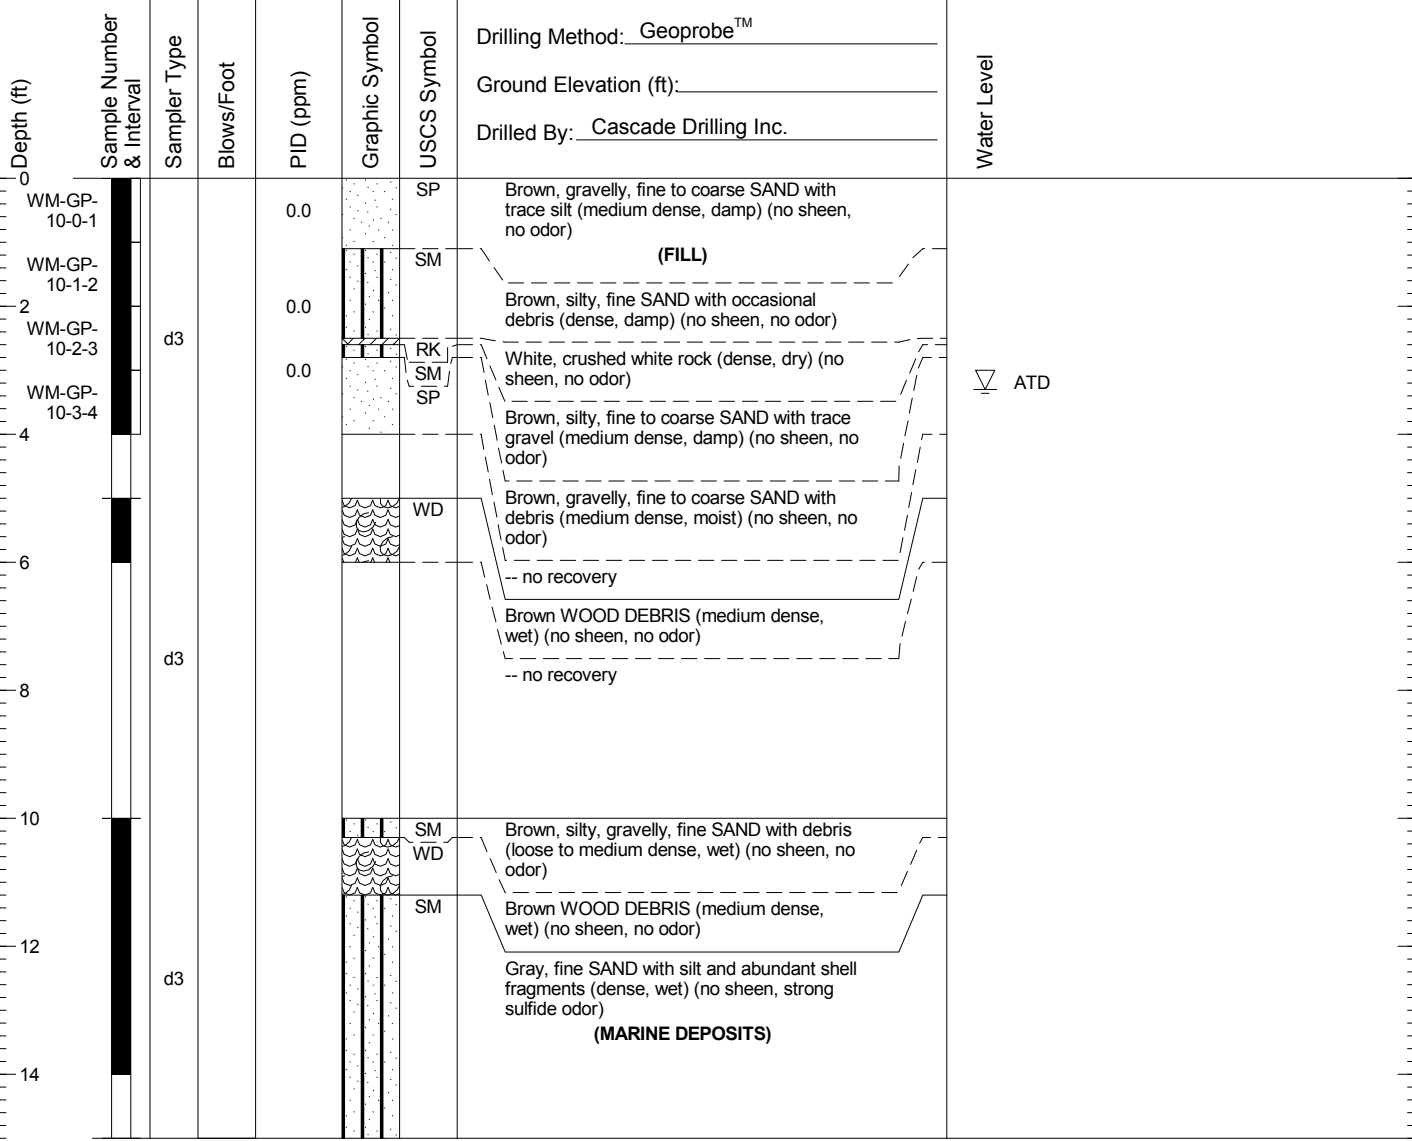 Depth (ft)
Sample Number
& Interval
Sampler Type
Blows/Foot
PID (ppm)
Graphic Symbol
USCS Symbol
Drilling Method: Geoprobe™
Ground Elevation (ft):
Drilled By: Cascade Drilling Inc.
Water Level
0
WM-GP-
10-0-1
0.0
SP
Brown, gravelly, fine to coarse SAND with
trace silt (medium dense, damp) (no sheen,
no odor)
(FILL)
WM-GP-
10-1-2
SM
2
0.0
Brown, silty, fine SAND with occasional
debris (dense, damp) (no sheen, no odor)
WM-GP-
10-2-3
d3
RK
White, crushed white rock (dense, dry) (no
sheen, no odor)
0.0
SM
ATD
WM-GP-
10-3-4
SP
Brown, silty, fine to coarse SAND with trace
gravel (medium dense, damp) (no sheen, no
odor)
4
WD
Brown, gravelly, fine to coarse SAND with
debris (medium dense, moist) (no sheen, no
odor)
6
-- no recovery
Brown WOOD DEBRIS (medium dense,
wet) (no sheen, no odor)
d3
-- no recovery
8
10
SM
Brown, silty, gravelly, fine SAND with debris
(loose to medium dense, wet) (no sheen, no
odor)
WD
SM
Brown WOOD DEBRIS (medium dense,
wet) (no sheen, no odor)
12
d3
Gray, fine SAND with silt and abundant shell
fragments (dense, wet) (no sheen, strong
sulfide odor)
(MARINE DEPOSITS)
14